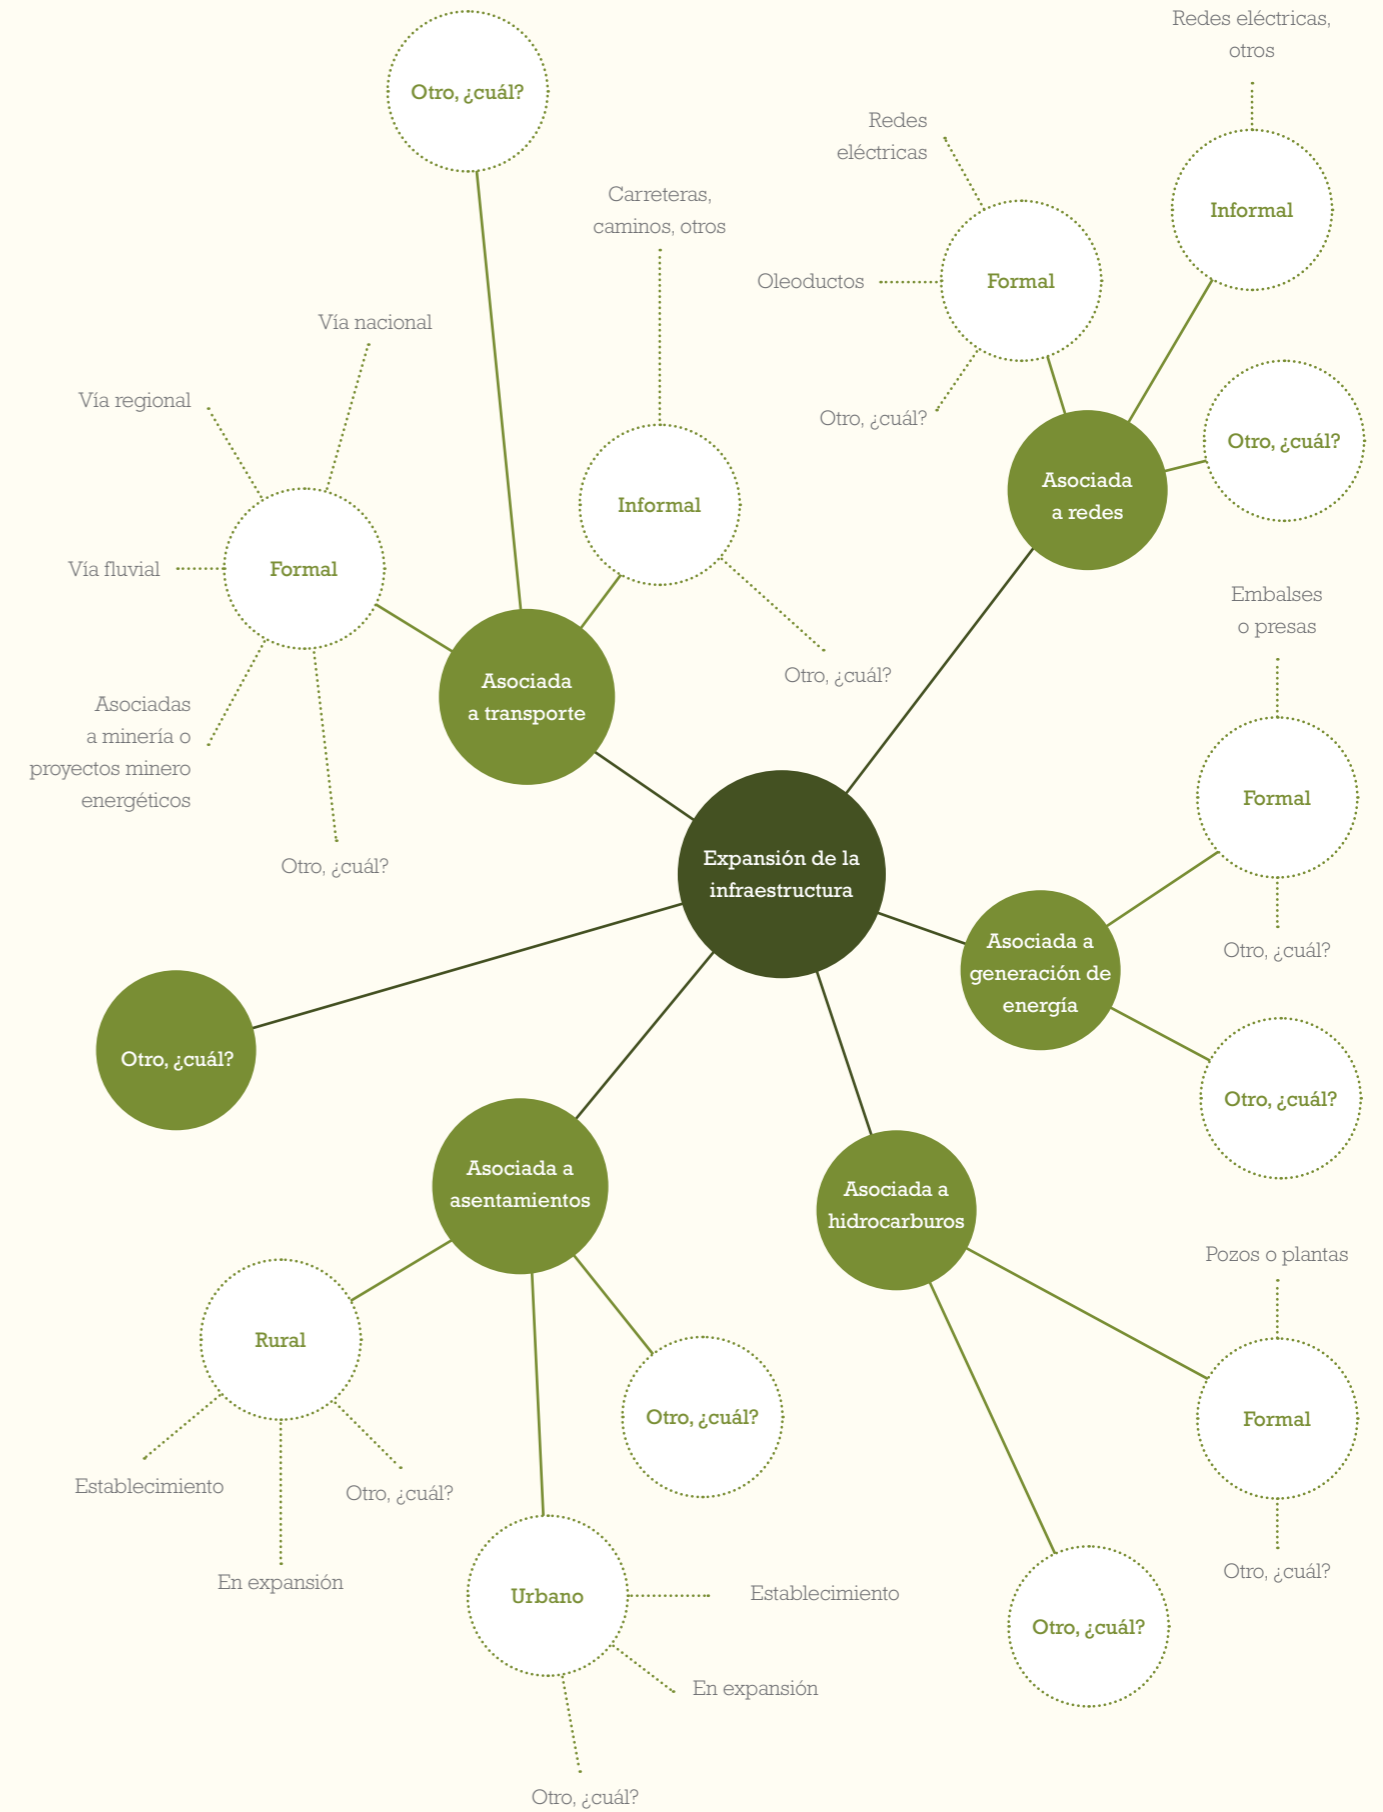 Redes eléctricas,
otros
Otro, ¿cuál?
Redes
eléctricas
Carreteras,
caminos, otros
Informal
Oleoductos
Formal
Vía nacional
Vía regional
Otro, ¿cuál?
Otro, ¿cuál?
Asociada
a redes
Informal
Vía fluvial
Formal
Embalses
o presas
Otro, ¿cuál?
Asociada
a transporte
Asociadas
a minería o
proyectos minero
energéticos
Formal
Otro, ¿cuál?
Expansión de la
infraestructura
Asociada a
generación de
energía
Otro, ¿cuál?
Otro, ¿cuál?
Otro, ¿cuál?
Asociada a
asentamientos
Asociada a
hidrocarburos
Pozos o plantas
Rural
Otro, ¿cuál?
Formal
Establecimiento
Otro, ¿cuál?
En expansión
Otro, ¿cuál?
Urbano
Establecimiento
Otro, ¿cuál?
En expansión
Otro, ¿cuál?